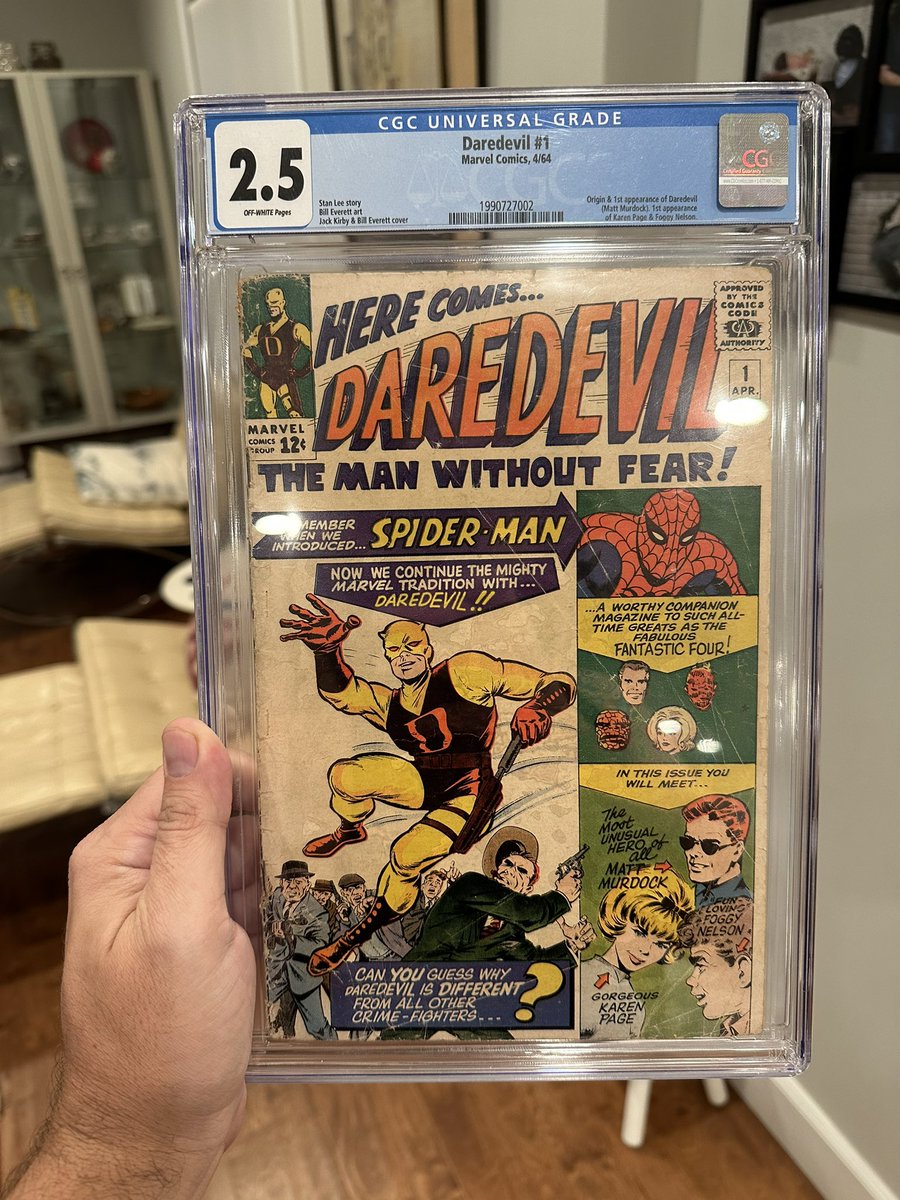 CGC UNIVERSAL GRADE
2.5
OFF-WHITE Pages
Daredevil #1
Marvel Comics, 4/64
Stan Lee story
Bill Everett art
Jack Kirby & Bill Everett cover
1990727002
Origin & 1st appearance of Daredevil
(Matt Murdock). 1st appearance
of Karen Page & Foggy Nelson.
CGC
HERE COMES...
DAREDEVIL
THE MAN WITHOUT FEAR!
D
MARVEL
COMICS
GROUP 12¢
APPROVED
BY THE
COMICS
CODE
CA
AUTHORITY
1
APR.
REMEMBER
WHEN WE
INTRODUCED... SPIDER-MAN
NOW WE CONTINUE THE MIGHTY
MARVEL TRADITION WITH...
DAREDEVIL!!
D
...A WORTHY COMPANION
MAGAZINE TO SUCH ALL-
TIME GREATS AS THE
FABULOUS
FANTASTIC FOUR!
IN THIS ISSUE YOU
WILL MEET...
The
Most
UNUSUAL
HERO of
all
MATT
MURDOCK
"FUN-
LOVING"
FOGGY
NELSON
GORGEOUS
KAREN
PAGE
CAN YOU GUESS WHY
DAREDEVIL IS DIFFERENT
FROM ALL OTHER
CRIME-FIGHTERS...
?